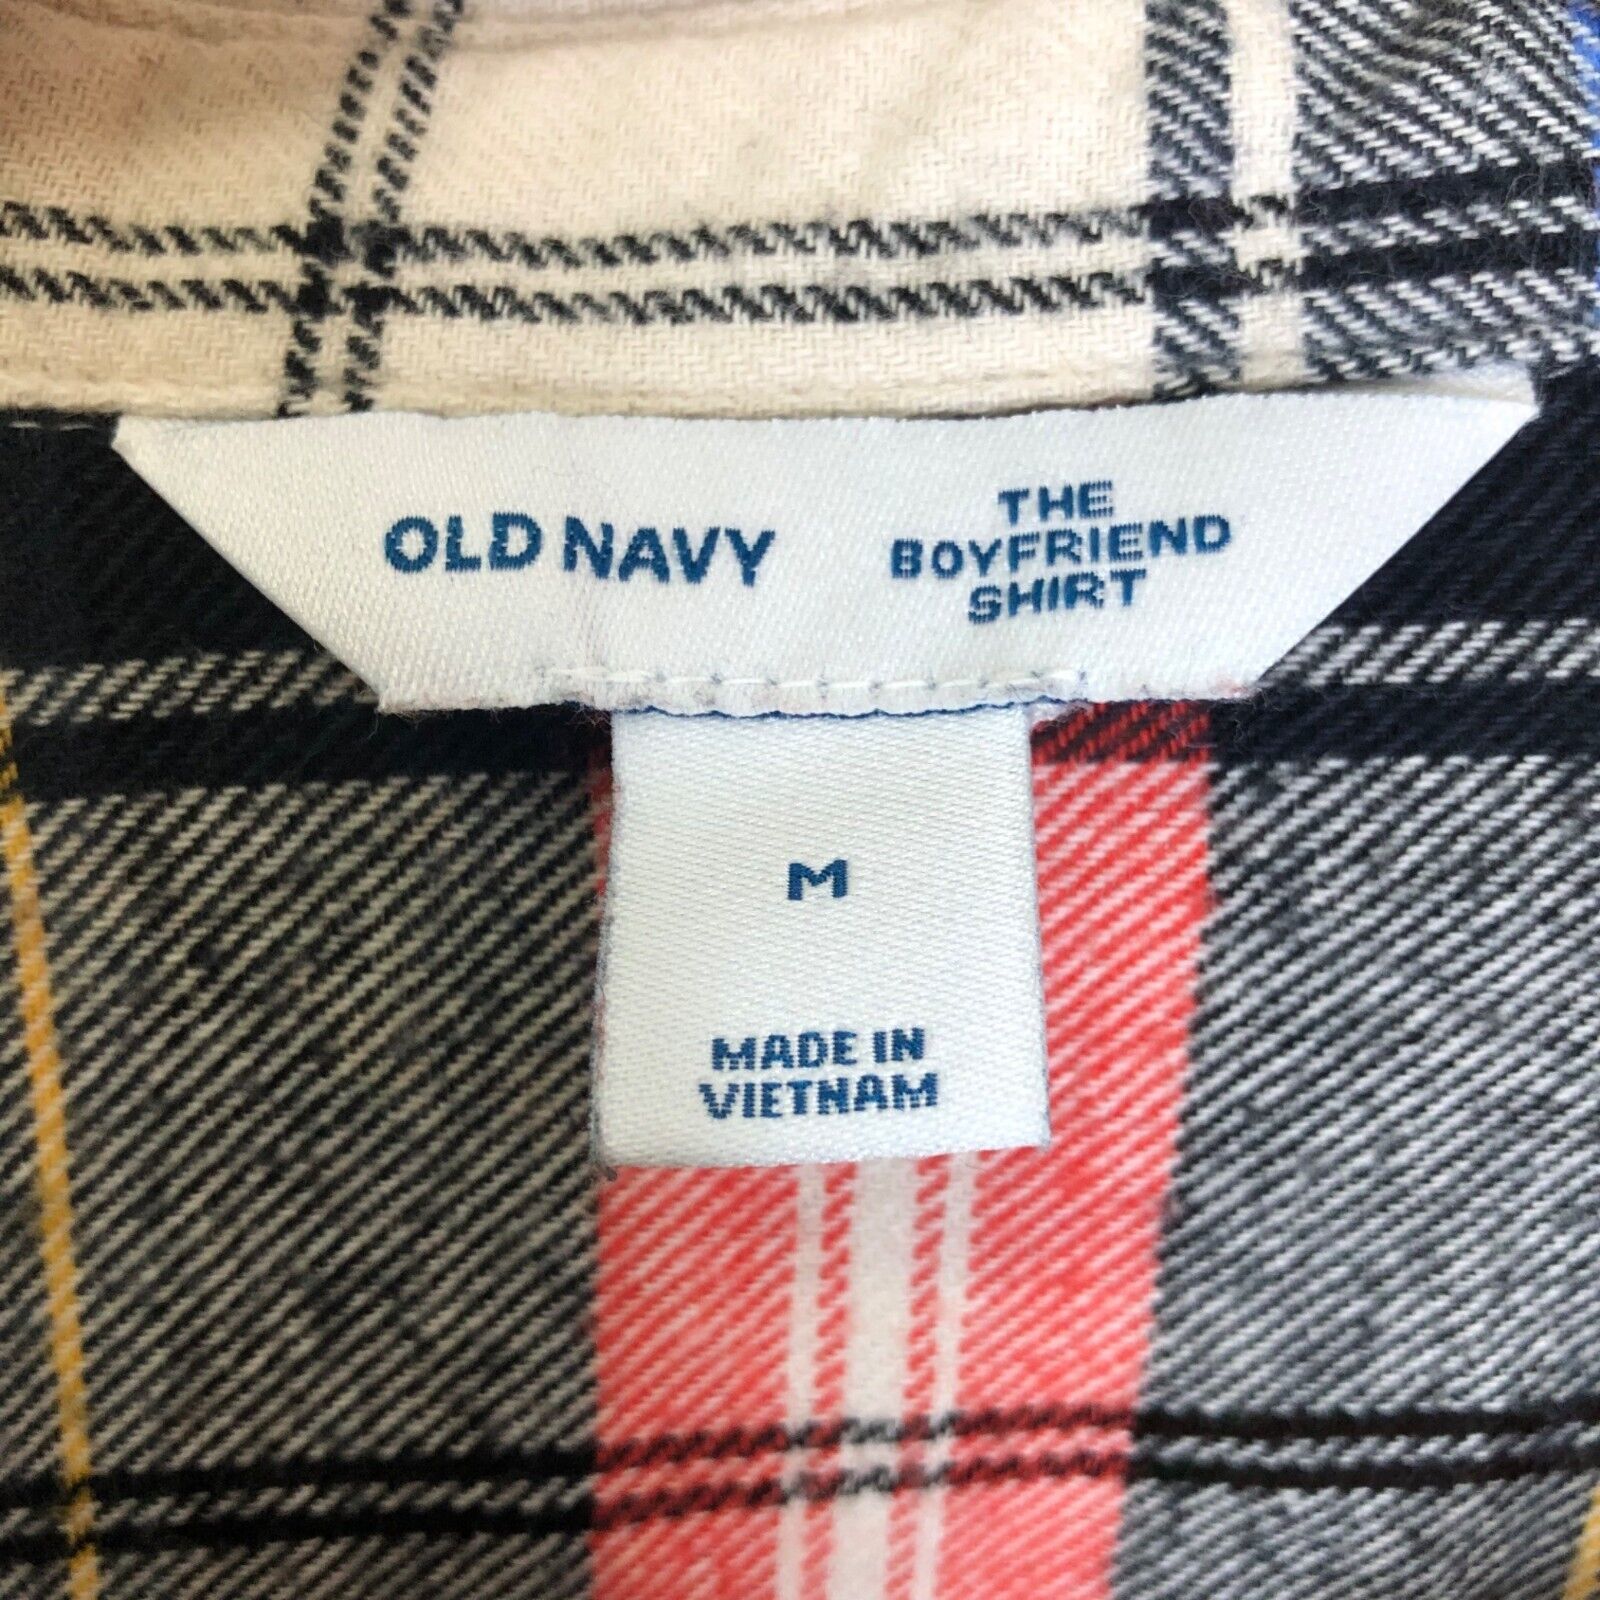 OLD NAVY
THE
BOYFRIEND
SHIRT
M
MADE IN
VIETNAM